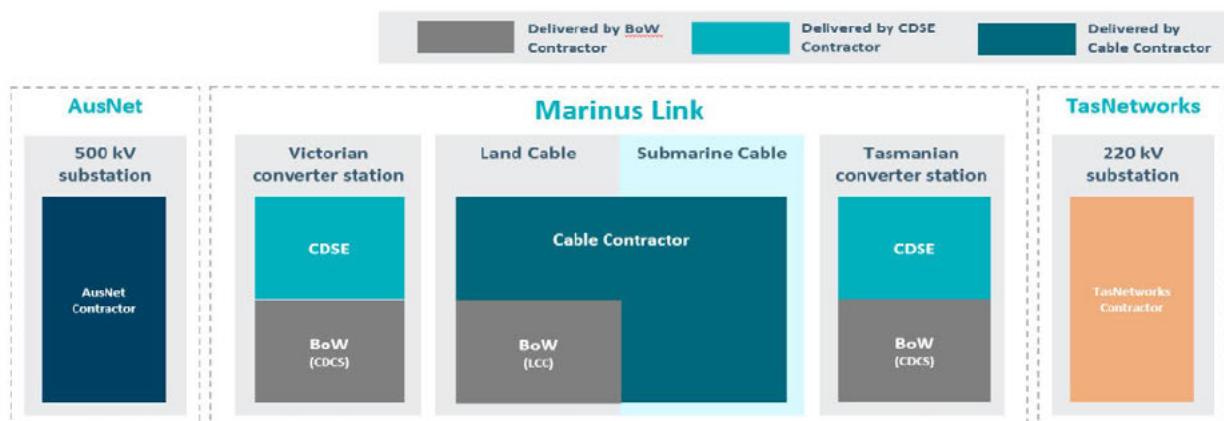 Delivered by BoW
Contractor
Delivered by CDSE
Contractor
Delivered by
Cable Contractor
AusNet
500 kV
substation
AusNet
Contractor
Marinus Link
Victorian
converter station
CDSE
BoW
(CDCS)
Land Cable
Submarine Cable
Cable Contractor
BoW
(LCC)
Tasmanian
converter station
CDSE
BoW
(CDCS)
TasNetworks
220 kV
substation
TasNetworks
Contractor